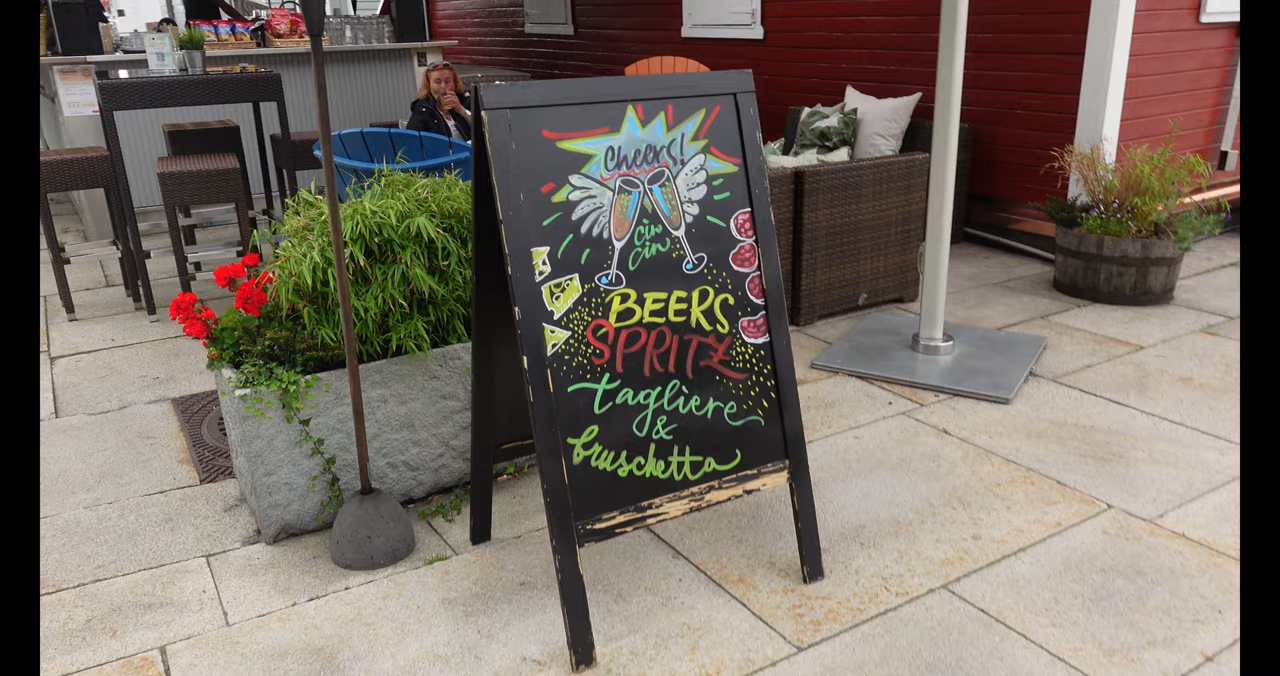 Cheers!
cin
cin
BEERS
SPRITZ
tagliere
&
bruschetta